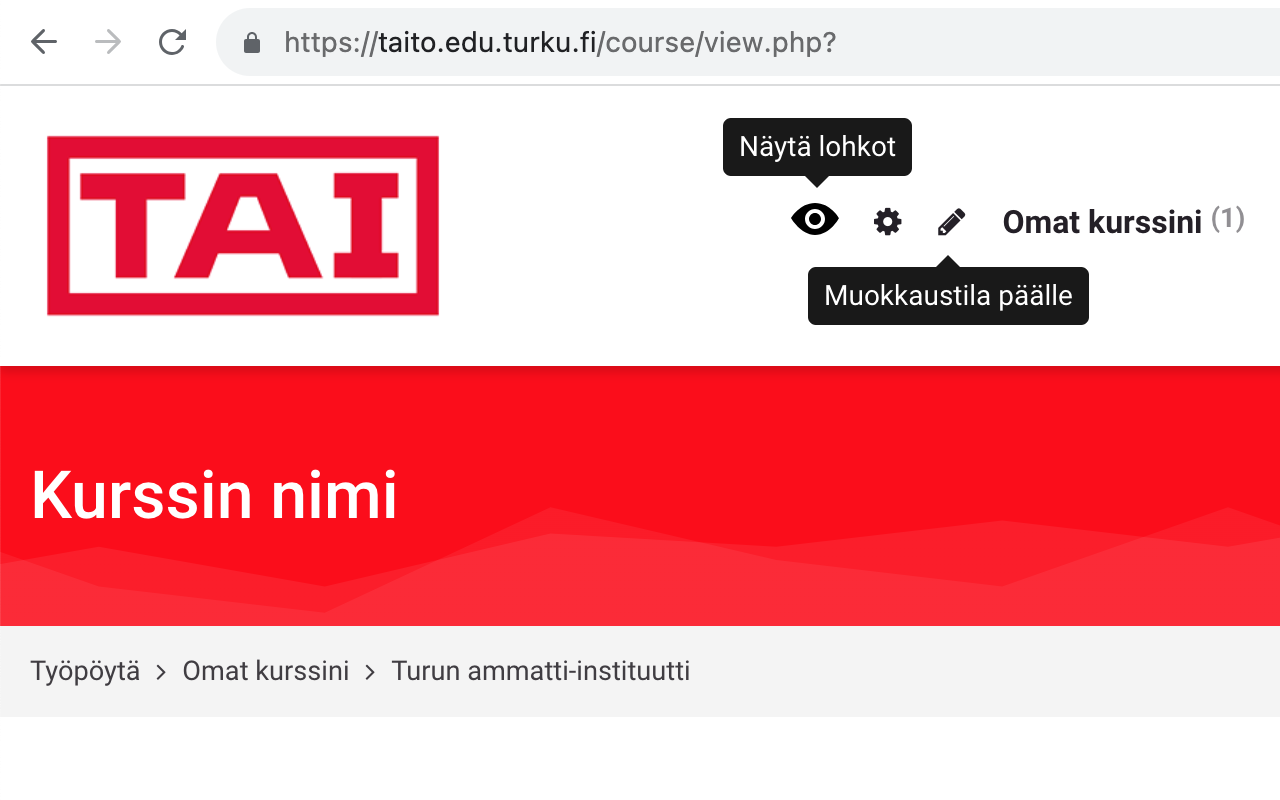 https://taito.edu.turku.fi/course/view.php?
TAI
Näytä lohkot
Omat kurssini (1)
Muokkaustila päälle
Kurssin nimi
Työpöytä > Omat kurssini > Turun ammatti-instituutti